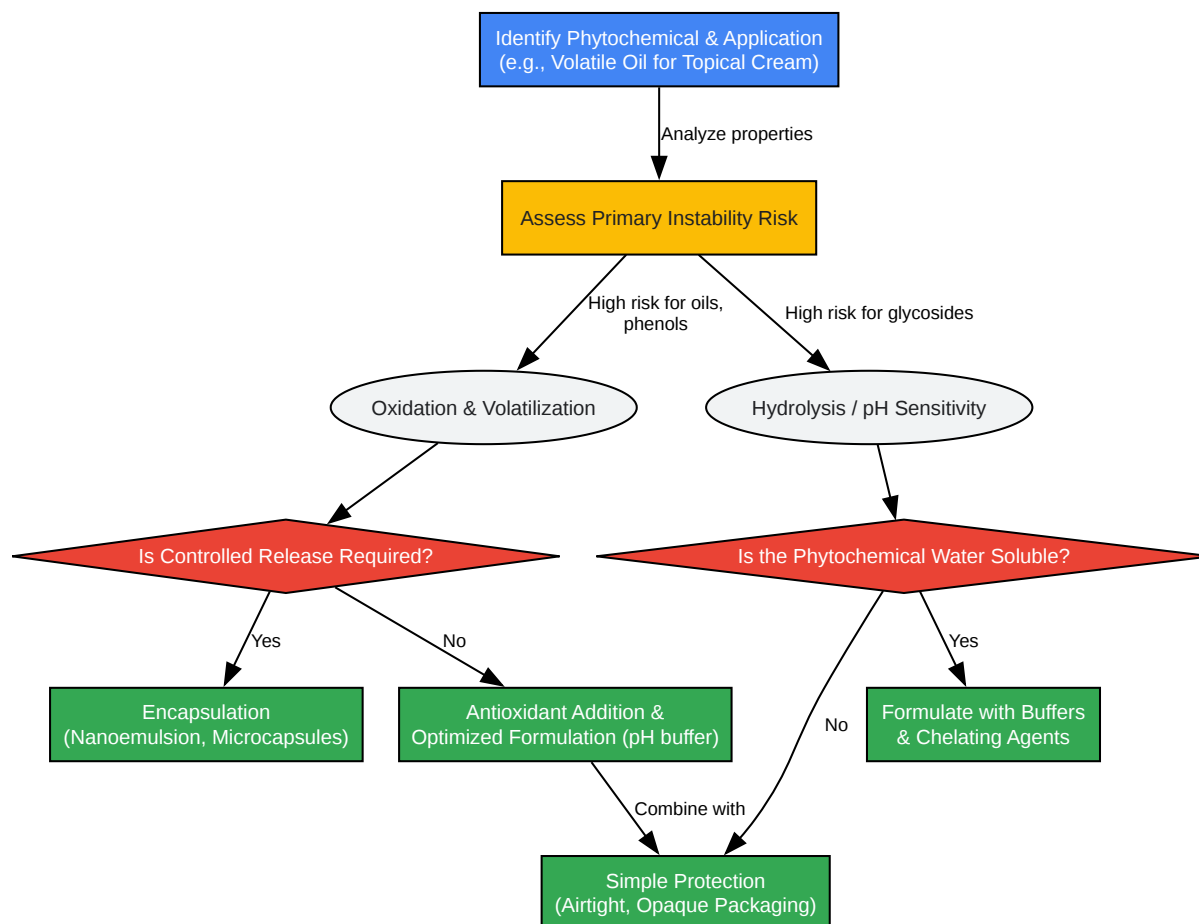 Identify Phytochemical & Application
(e.g., Volatile Oil for Topical Cream)
Analyze properties
Assess Primary Instability Risk
High risk for oils,
phenols
High risk for glycosides
Oxidation & Volatilization
Hydrolysis / pH Sensitivity
Is Controlled Release Required?
Is the Phytochemical Water Soluble?
Yes
No
No
Yes
Encapsulation
(Nanoemulsion, Microcapsules)
Antioxidant Addition &
Optimized Formulation (pH buffer)
Formulate with Buffers
& Chelating Agents
Combine with
Simple Protection
(Airtight, Opaque Packaging)